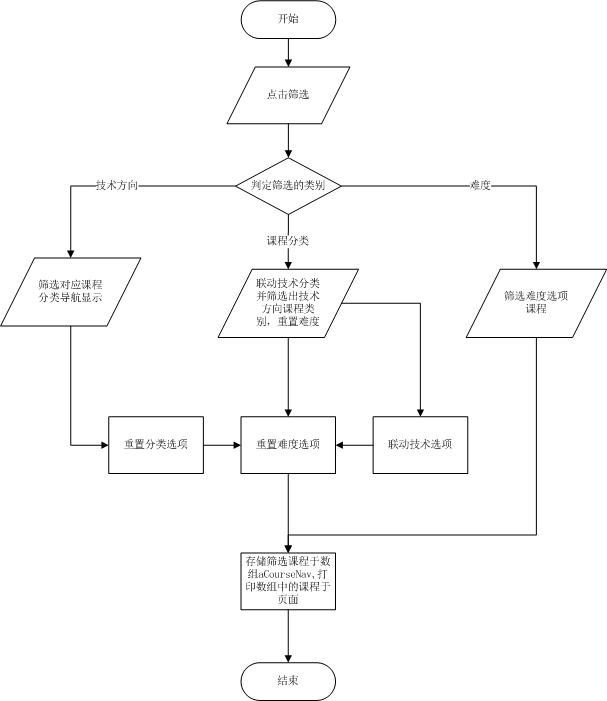 开始
点击筛选
判定筛选的类别
技术方向
难度
课程分类
筛选对应课程
分类导航显示
联动技术分类
并筛选出技术
方向课程类
别，重置难度
筛选难度选项
课程
重置分类选项
重置难度选项
联动技术选项
存储筛选课程于数
组aCourseNav,打
印数组中的课程于
页面
结束